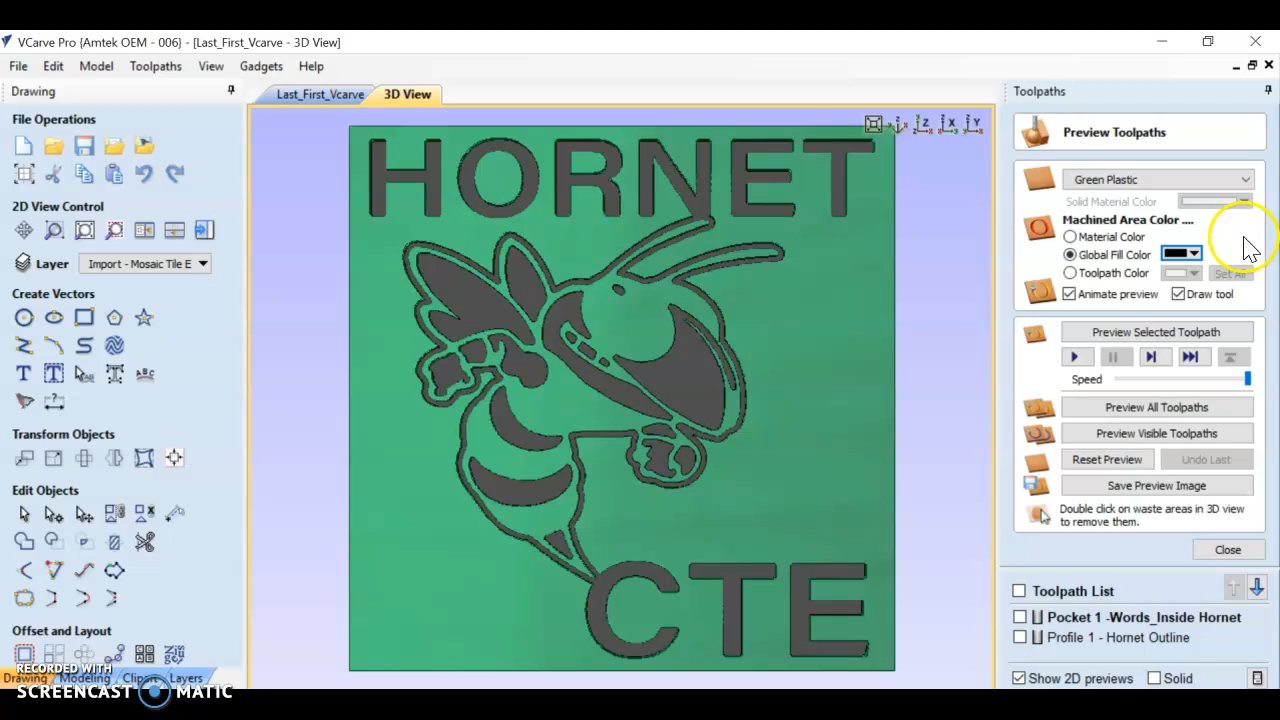 VCarve Pro {Amtek OEM - 006} - [Last_First_Vcarve - 3D View]
File Edit Model Toolpaths View Gadgets Help
Drawing
File Operations
2D View Control
Layer Import - Mosaic Tile E
Create Vectors
Transform Objects
Edit Objects
Offset and Layout
Drawing Modeling Clipart Layers
RECORDED WITH
SCREENCAST MATIC
Last_First_Vcarve 3D View
Z X Y
HORNET
CTE
Toolpaths
Preview Toolpaths
Green Plastic
Solid Material Color
Machined Area Color ....
Material Color
Global Fill Color
Toolpath Color Set All
Animate preview Draw tool
Preview Selected Toolpath
Speed
Preview All Toolpaths
Preview Visible Toolpaths
Reset Preview Undo Last
Save Preview Image
Double click on waste areas in 3D view
to remove them.
Close
Toolpath List
Pocket 1 -Words_Inside Hornet
Profile 1 - Hornet Outline
Show 2D previews Solid